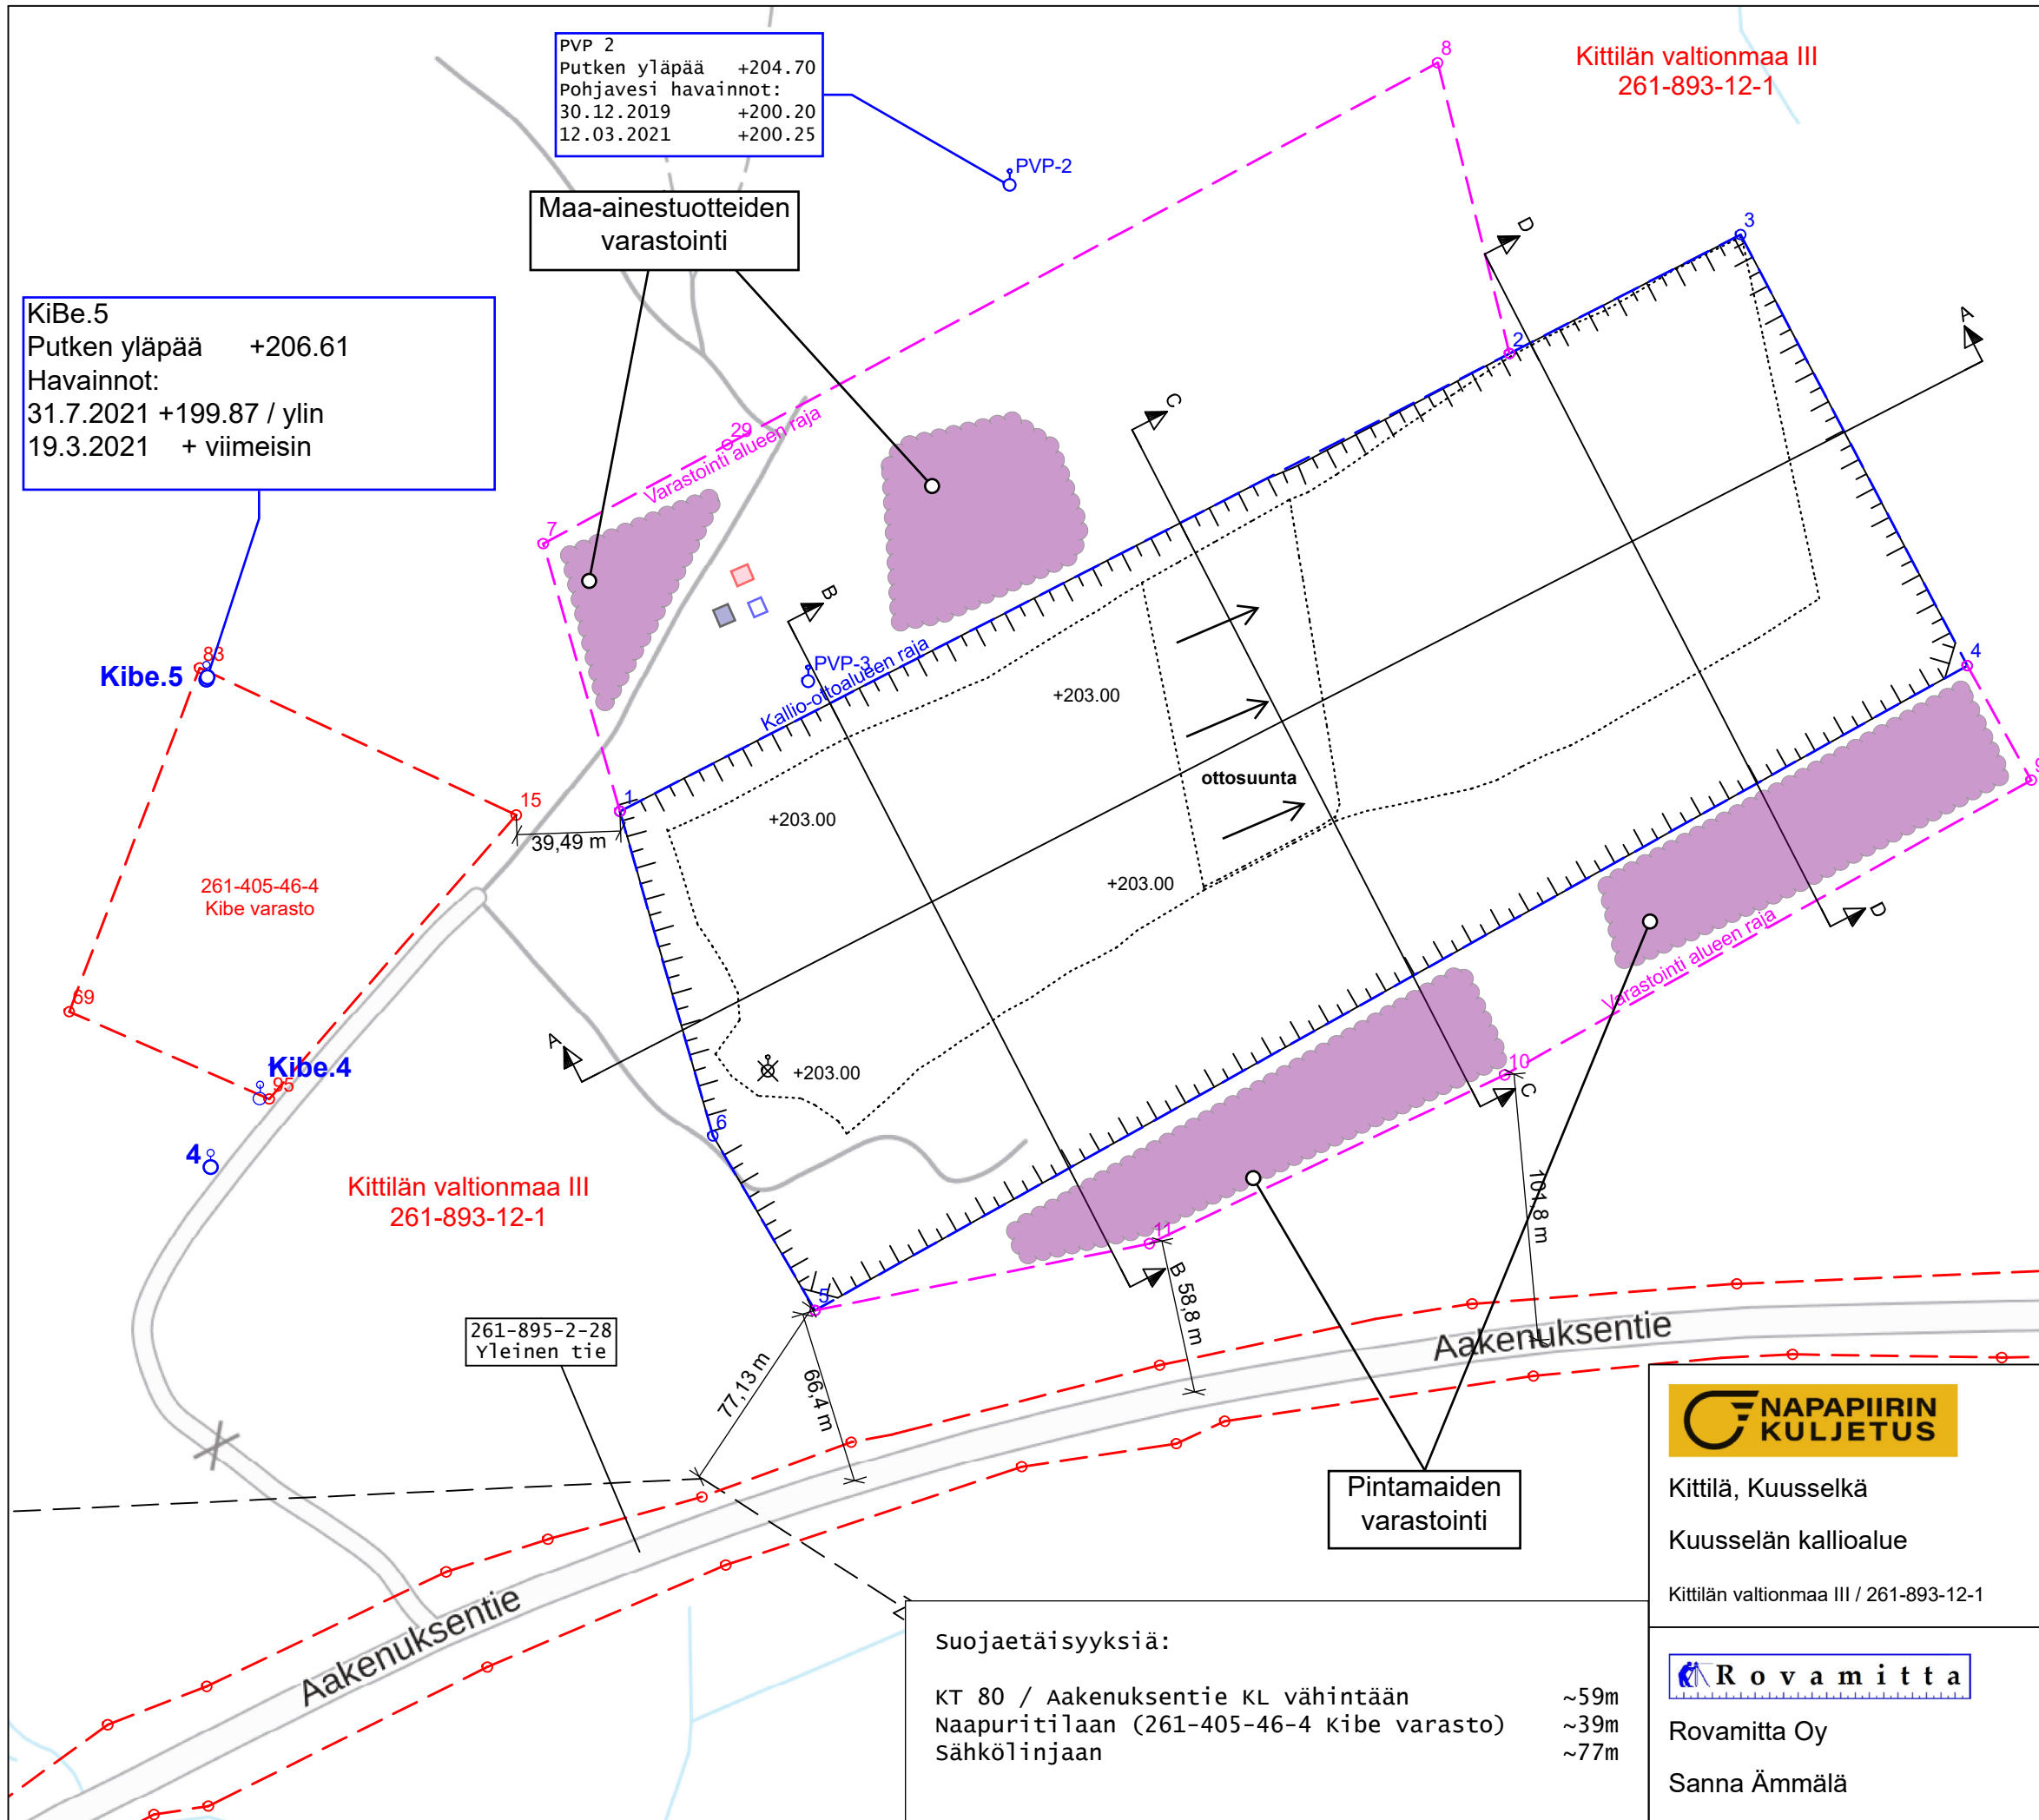 PVP 2
Putken yläpää +204.70
Pohjavesi havainnot:
30.12.2019 +200.20
12.03.2021 +200.25
8
Kittilän valtionmaa III
261-893-12-1
PVP-2
Maa-ainestuotteiden
varastointi
D
3
KiBe.5
Putken yläpää +206.61
Havainnot:
31.7.2021 +199.87 / ylin
19.3.2021 + viimeisin
A
2
C
29
Varastointi alueen raja
7
B
83
Kibe.5
PVP-3
Kallio-ottoalueen raja
4
+203.00
9
ottosuunta
1
15
39,49 m
+203.00
261-405-46-4
Kibe varasto
+203.00
D
Varastointi alueen raja
69
A
Kibe.4
95
+203.00
10
C
6
4
Kittilän valtionmaa III
261-893-12-1
101,8 m
11
B
58,8 m
5
261-895-2-28
Yleinen tie
77,13 m
66,4 m
Aakenuksentie
NAPAPIIRIN
KULJETUS
Pintamaiden
varastointi
Kittilä, Kuusselkä
Kuusselän kallioalue
Kittilän valtionmaa III / 261-893-12-1
Aakenuksentie
Suojaetäisyyksiä:
KT 80 / Aakenuksentie KL vähintään ~59m
Naapuritilaan (261-405-46-4 Kibe varasto) ~39m
Sähkölinjaan ~77m
Rovamitta
Rovamitta Oy
Sanna Ämmälä